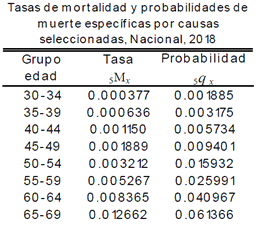 Tasas de mortalidad y probabilidades de
muerte específicas por causas
seleccionadas, Nacional, 2018
Grupo Tasa Probabilidad
edad ₅Mₓ ₅qₓ
30-34 0.000377 0.001885
35-39 0.000636 0.003175
40-44 0.001150 0.005734
45-49 0.001889 0.009401
50-54 0.003212 0.015932
55-59 0.005267 0.025991
60-64 0.008365 0.040967
65-69 0.012662 0.061366